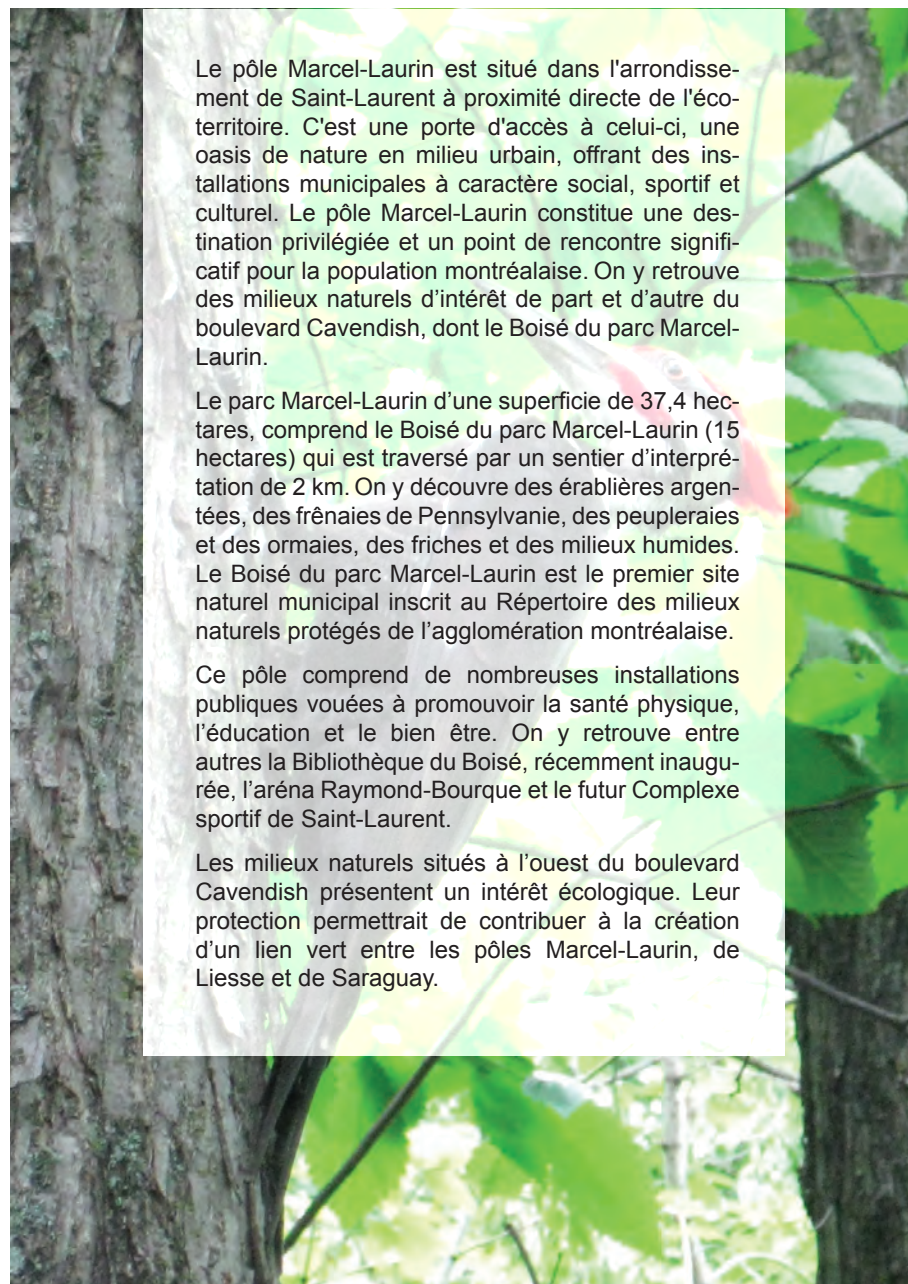 Le pôle Marcel-Laurin est situé dans l'arrondisse-
ment de Saint-Laurent à proximité directe de l'éco-
territoire. C'est une porte d'accès à celui-ci, une
oasis de nature en milieu urbain, offrant des ins-
tallations municipales à caractère social, sportif et
culturel. Le pôle Marcel-Laurin constitue une des-
tination privilégiée et un point de rencontre signifi-
catif pour la population montréalaise. On y retrouve
des milieux naturels d’intérêt de part et d’autre du
boulevard Cavendish, dont le Boisé du parc Marcel-
Laurin.
Le parc Marcel-Laurin d’une superficie de 37,4 hec-
tares, comprend le Boisé du parc Marcel-Laurin (15
hectares) qui est traversé par un sentier d’interpré-
tation de 2 km. On y découvre des érablières argen-
tées, des frênaies de Pennsylvanie, des peupleraies
et des ormaies, des friches et des milieux humides.
Le Boisé du parc Marcel-Laurin est le premier site
naturel municipal inscrit au Répertoire des milieux
naturels protégés de l’agglomération montréalaise.
Ce pôle comprend de nombreuses installations
publiques vouées à promouvoir la santé physique,
l’éducation et le bien être. On y retrouve entre
autres la Bibliothèque du Boisé, récemment inaugu-
rée, l’aréna Raymond-Bourque et le futur Complexe
sportif de Saint-Laurent.
Les milieux naturels situés à l’ouest du boulevard
Cavendish présentent un intérêt écologique. Leur
protection permettrait de contribuer à la création
d’un lien vert entre les pôles Marcel-Laurin, de
Liesse et de Saraguay.